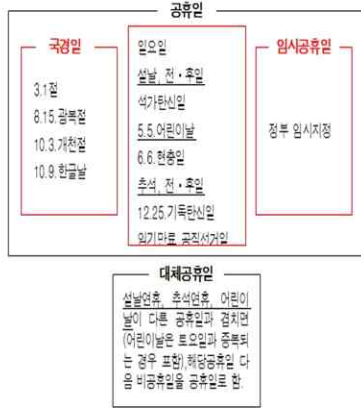 공휴일
국경일
3.1절
8.15.광복절
10.3.개천절
10.9.한글날
일요일
설날, 전·후일
석가탄신일
5.5.어린이날
6.6.현충일
추석, 전·후일
12.25.기독탄신일
임기만료 공직선거일
임시공휴일
정부 임시지정
대체공휴일
설날연휴, 추석연휴, 어린이
날이 다른 공휴일과 겹치면
(어린이날은 토요일과 중복되
는 경우 포함),해당공휴일 다
음 비공휴일을 공휴일로 함.